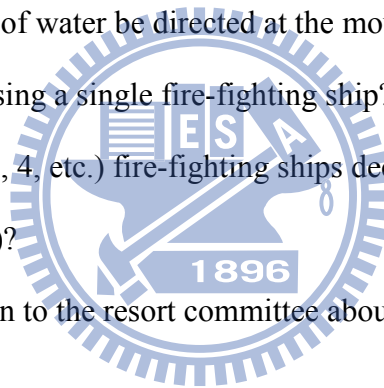 of water be directed at the mo
sing a single fire-fighting ship?
, 4, etc.) fire-fighting ships dec
)?
n to the resort committee abou
ES A
1896